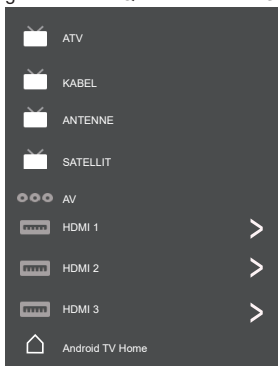 ATV
KABEL
ANTENNE
SATELLIT
AV
HDMI 1
HDMI 2
HDMI 3
Android TV Home